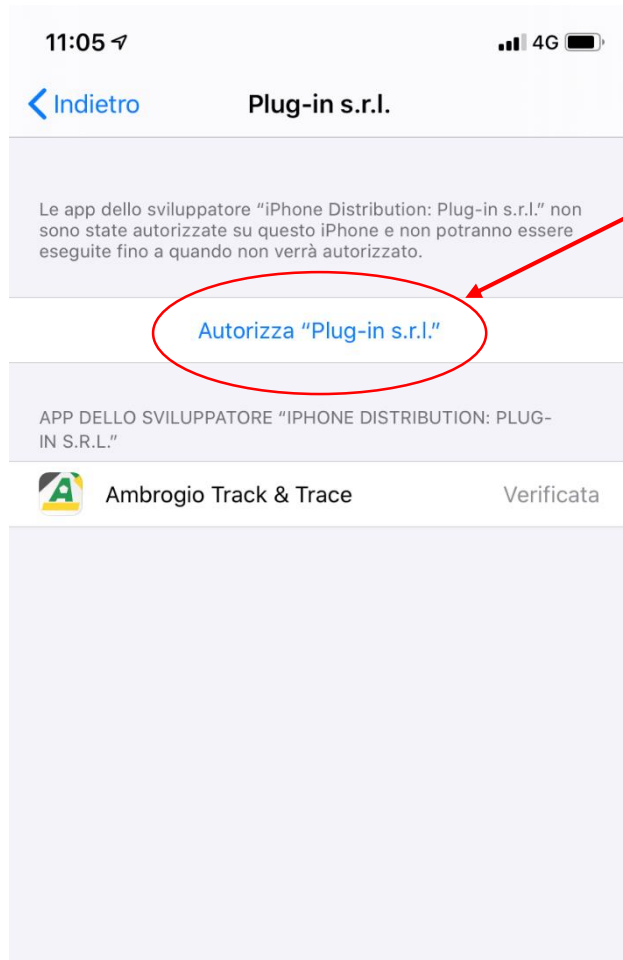 11:05
4G
Indietro
Plug-in s.r.l.
Le app dello sviluppatore “iPhone Distribution: Plug-in s.r.l.” non
sono state autorizzate su questo iPhone e non potranno essere
eseguite fino a quando non verrà autorizzato.
Autorizza “Plug-in s.r.l.”
APP DELLO SVILUPPATORE “IPHONE DISTRIBUTION: PLUG-
IN S.R.L.”
A
Ambrogio Track & Trace
Verificata